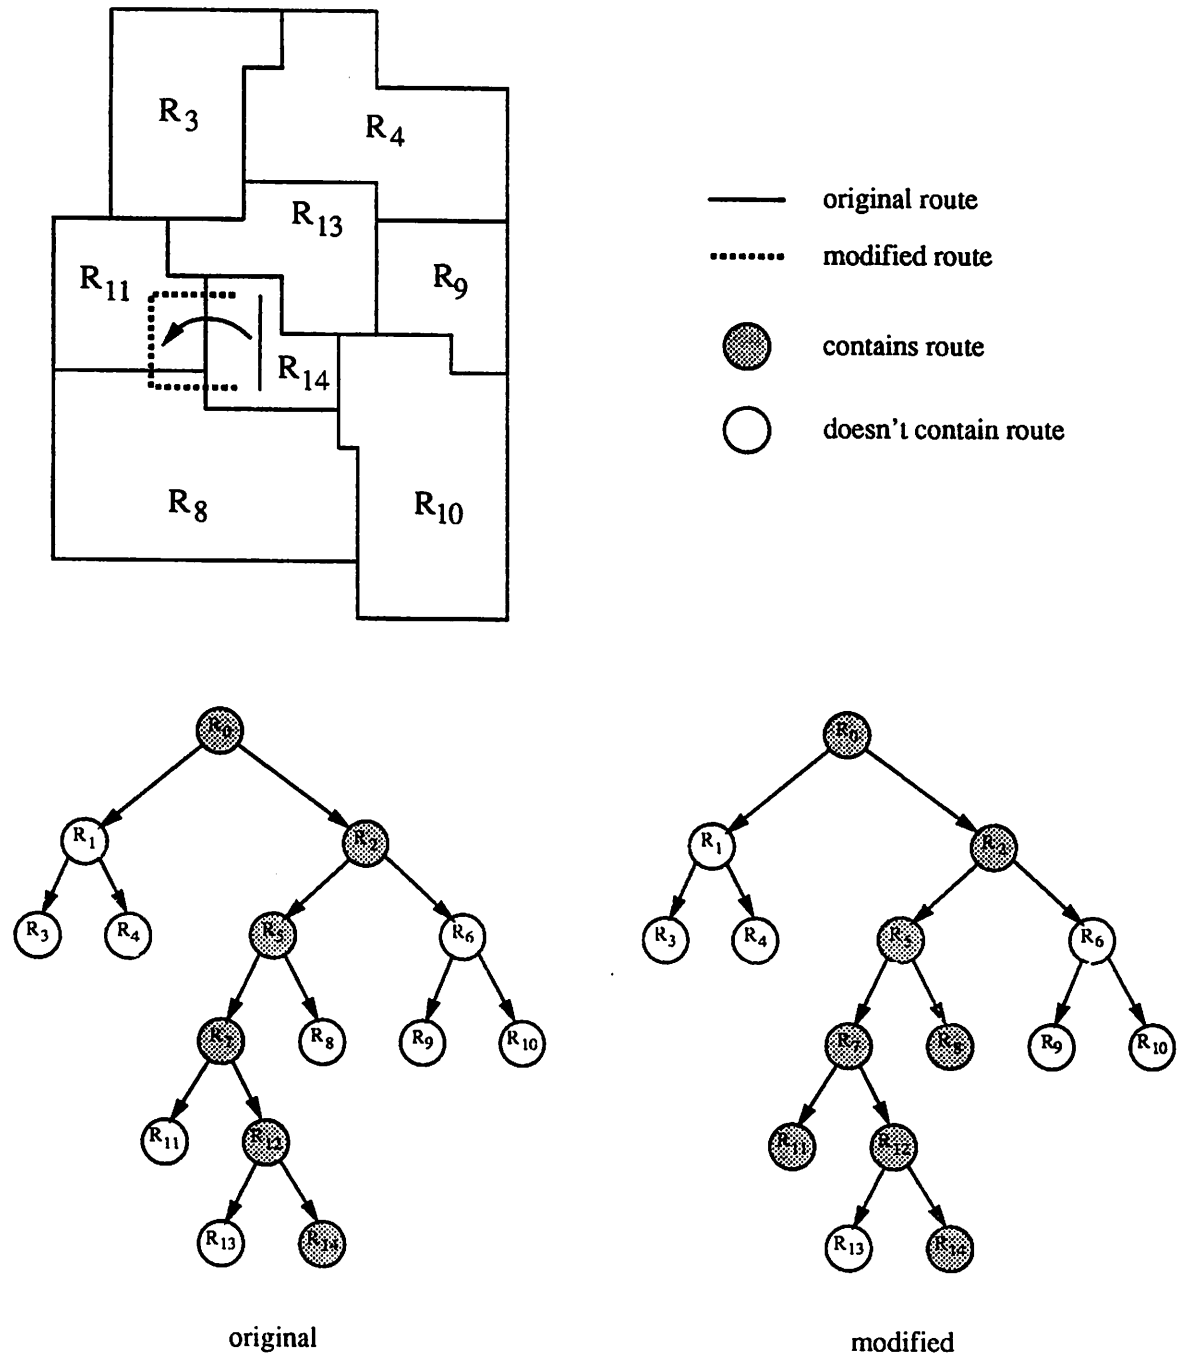 R3
R4
R13
R11
R9
R14
R8
R10
original route
modified route
contains route
doesn't contain route
R0
R1
R2
R3
R4
R5
R6
R7
R8
R9
R10
R11
R12
R13
R14
original
R0
R1
R2
R3
R4
R5
R6
R7
R8
R9
R10
R11
R12
R13
R14
modified